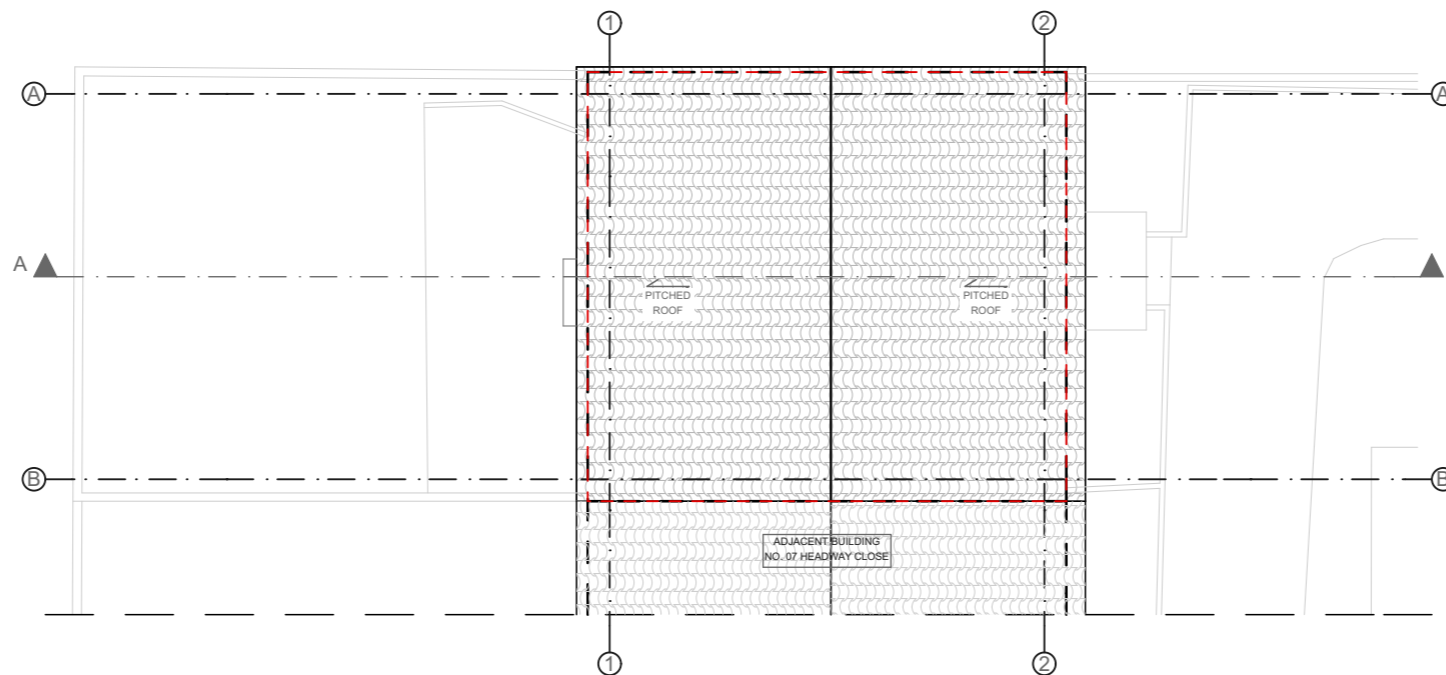 1 2
A A
A
PITCHED
ROOF
PITCHED
ROOF
B B
ADJACENT BUILDING
NO. 07 HEADWAY CLOSE
1 2